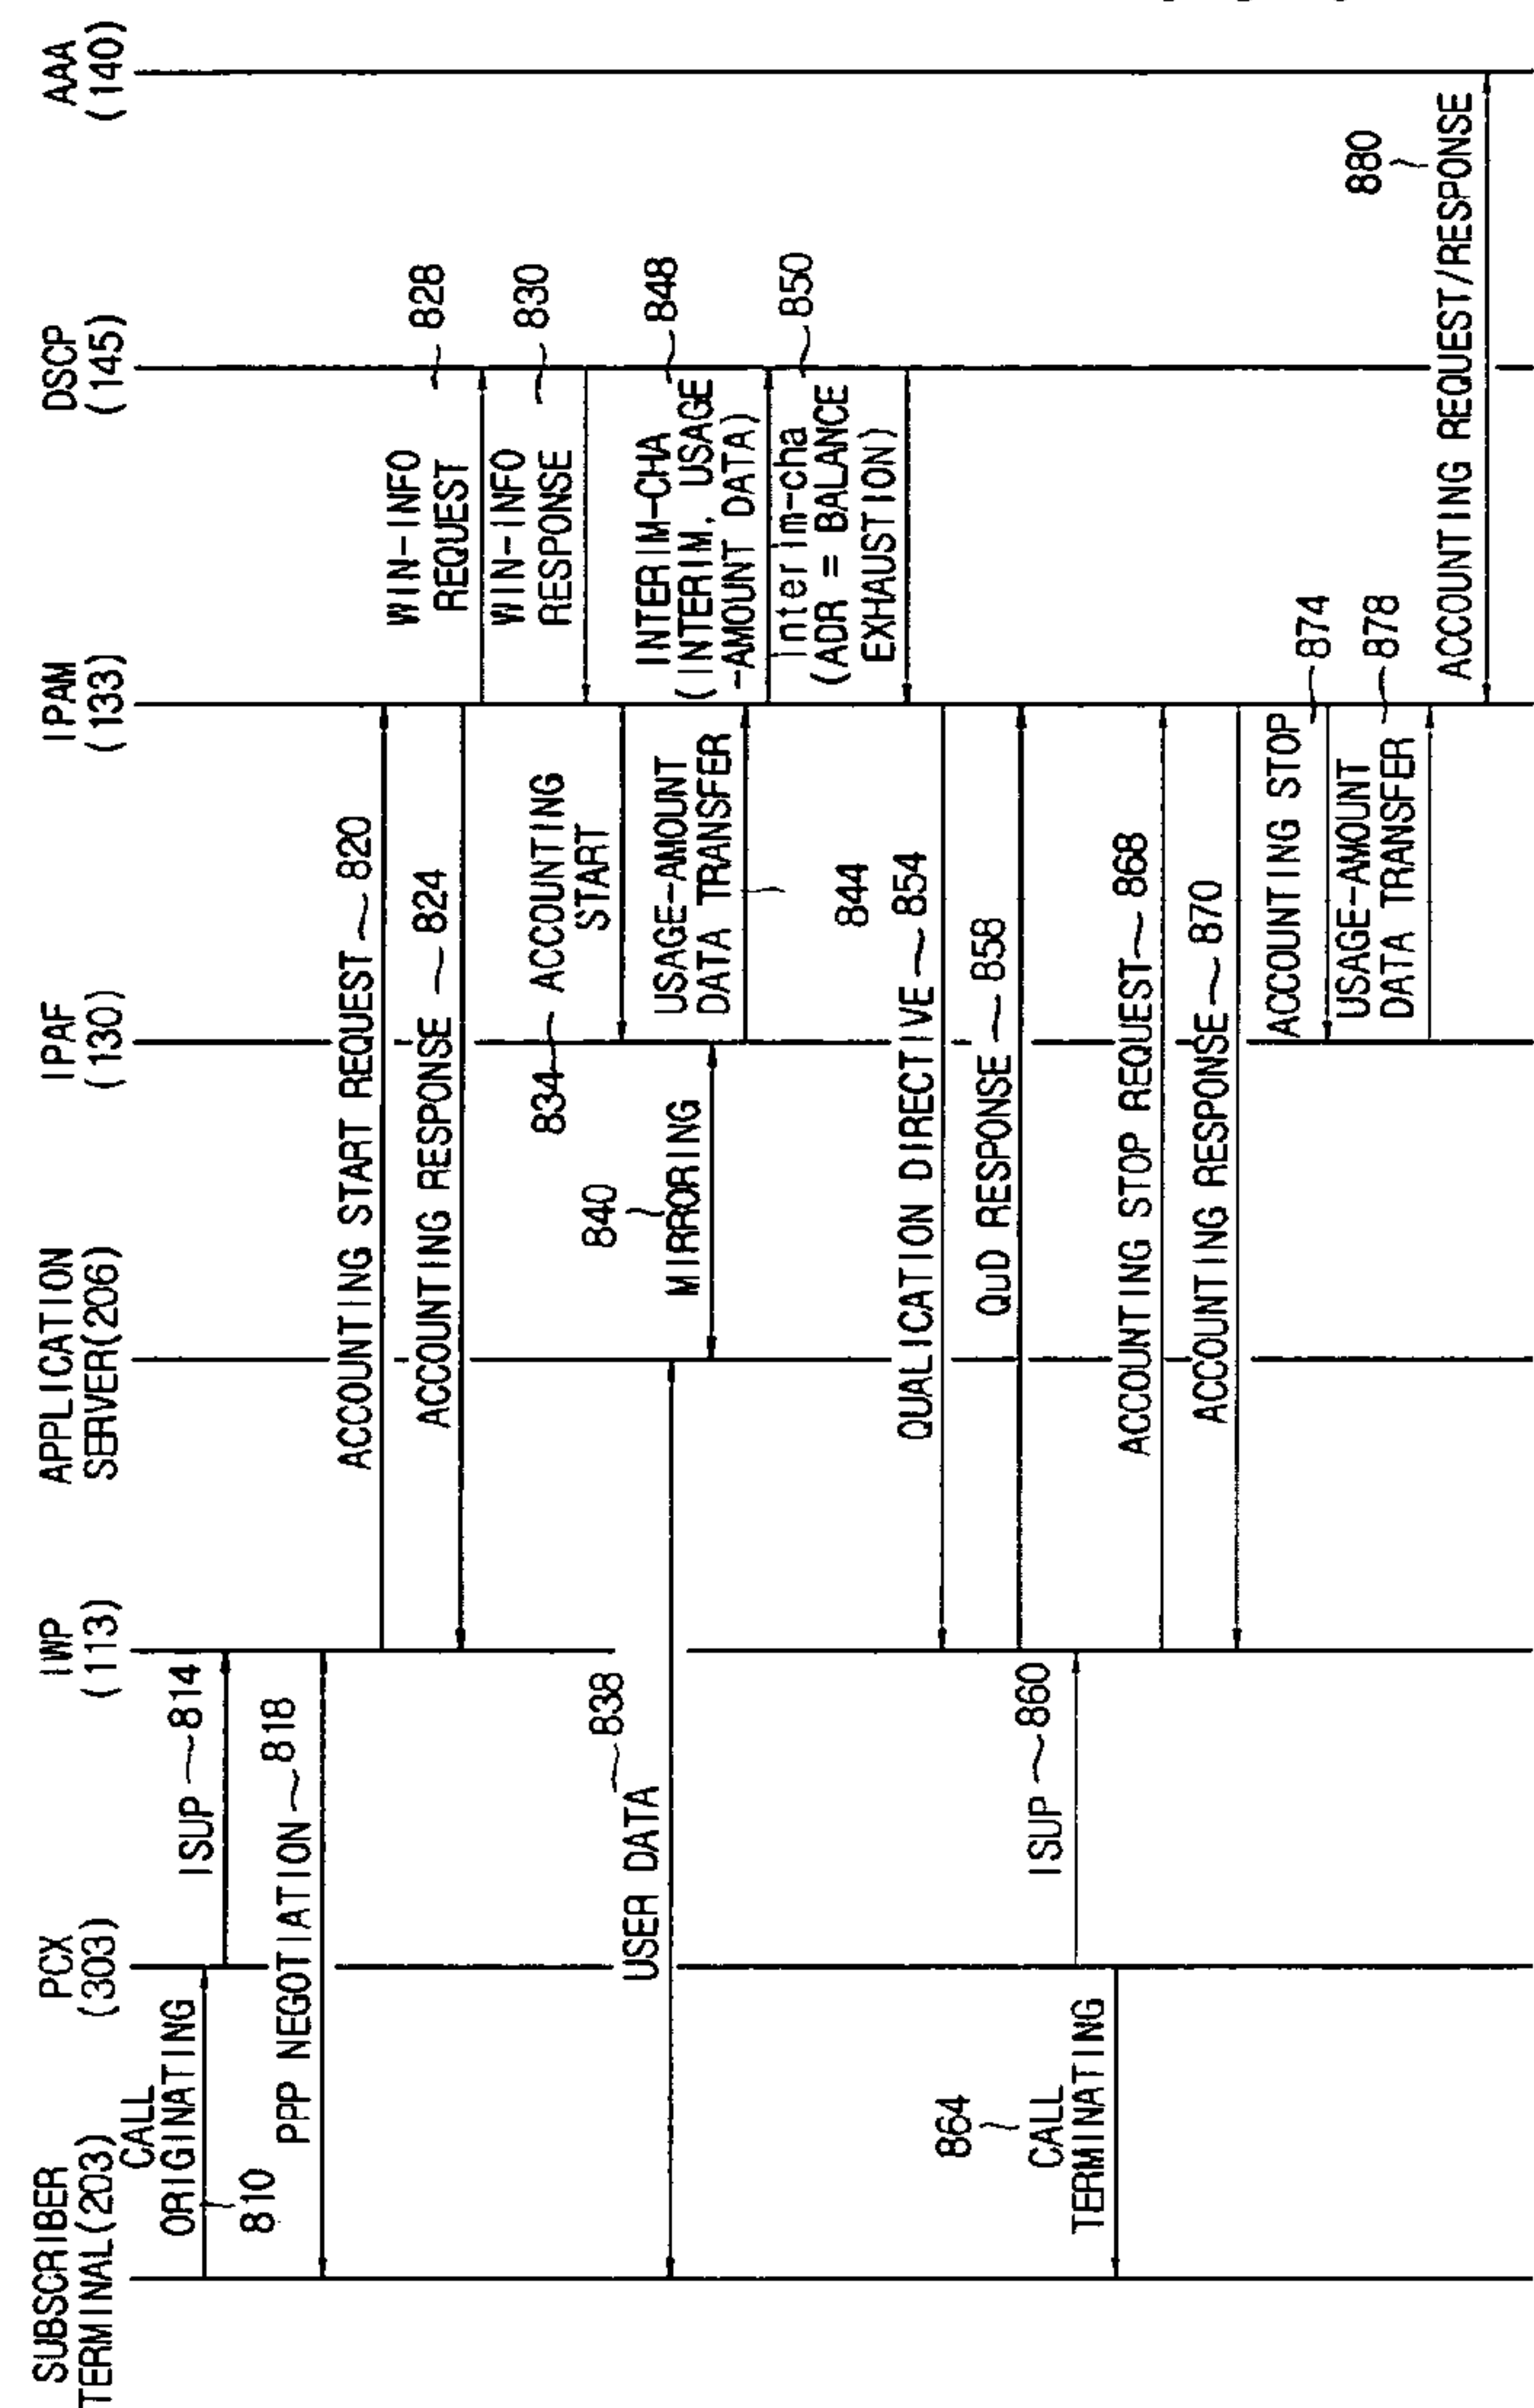 SUBSCRIBER
TERMINAL(203)
PCX
(303)
IWP
(113)
APPLICATION
SERVER(206)
IPAF
(130)
IPAM
(133)
DSCP
(145)
AAA
(140)
CALL
ORIGINATING
810
ISUP
814
PPP NEGOTIATION
818
ACCOUNTING START REQUEST
820
ACCOUNTING RESPONSE
824
WIN-INFO
REQUEST
828
WIN-INFO
RESPONSE
830
834
ACCOUNTING
START
USER DATA
838
840
MIRRORING
USAGE-AMOUNT
DATA TRANSFER
844
INTERIM-CHA
(INTERIM, USAGE
-AMOUNT DATA)
848
interim-cha
(ADR = BALANCE
EXHAUSTION)
850
QUALICATION DIRECTIVE
854
QuD RESPONSE
858
ISUP
860
864
CALL
TERMINATING
ACCOUNTING STOP REQUEST
868
ACCOUNTING RESPONSE
870
ACCOUNTING STOP
874
USAGE-AMOUNT
DATA TRANSFER
878
880
ACCOUNTING REQUEST/RESPONSE